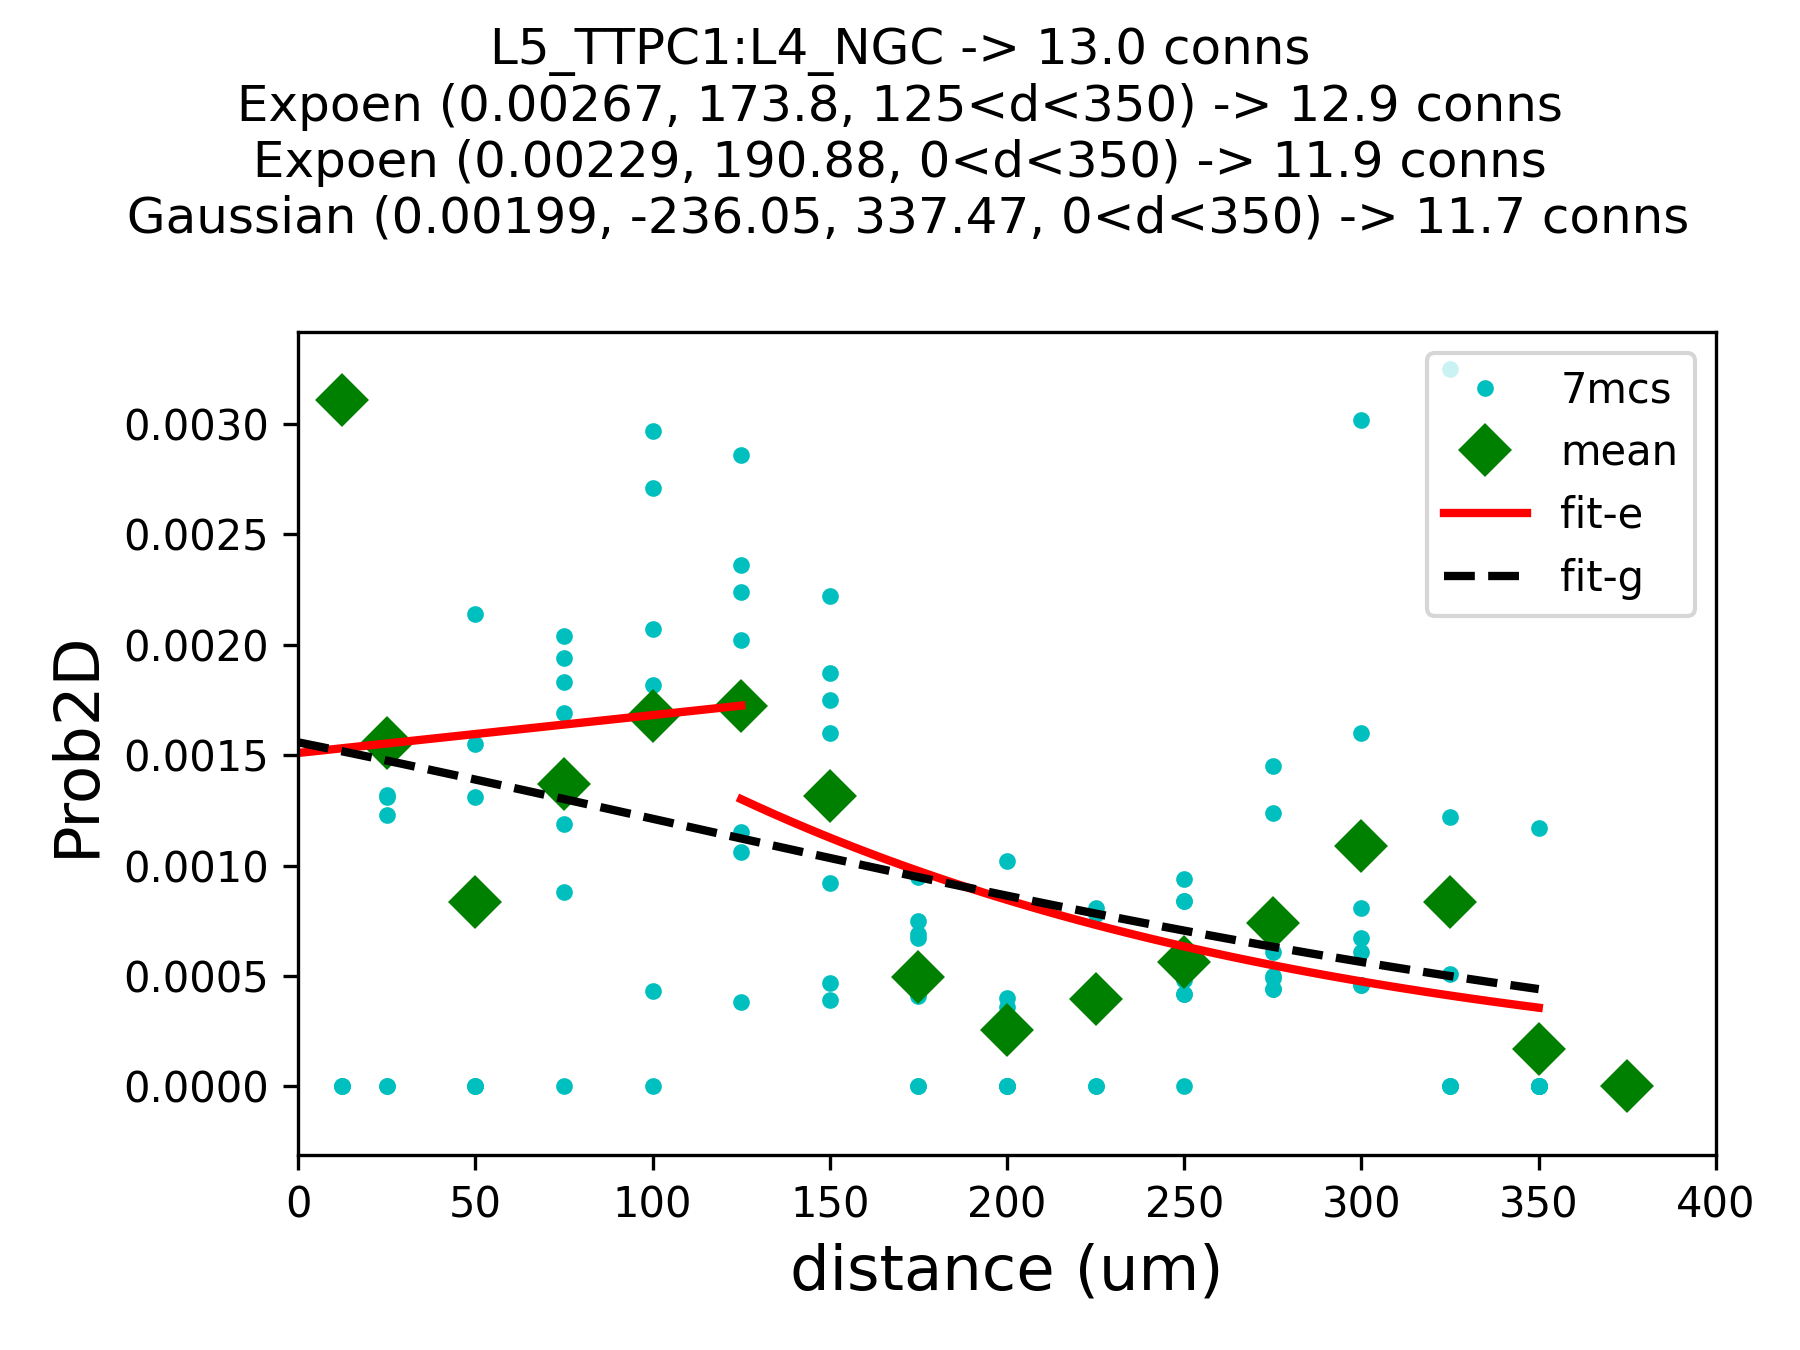 L5_TTPC1:L4_NGC -> 13.0 conns
Expoen (0.00267, 173.8, 125<d<350) -> 12.9 conns
Expoen (0.00229, 190.88, 0<d<350) -> 11.9 conns
Gaussian (0.00199, -236.05, 337.47, 0<d<350) -> 11.7 conns
7mcs
mean
fit-e
fit-g
0.0030
0.0025
0.0020
0.0015
0.0010
0.0005
0.0000
Prob2D
0 50 100 150 200 250 300 350 400
distance (um)